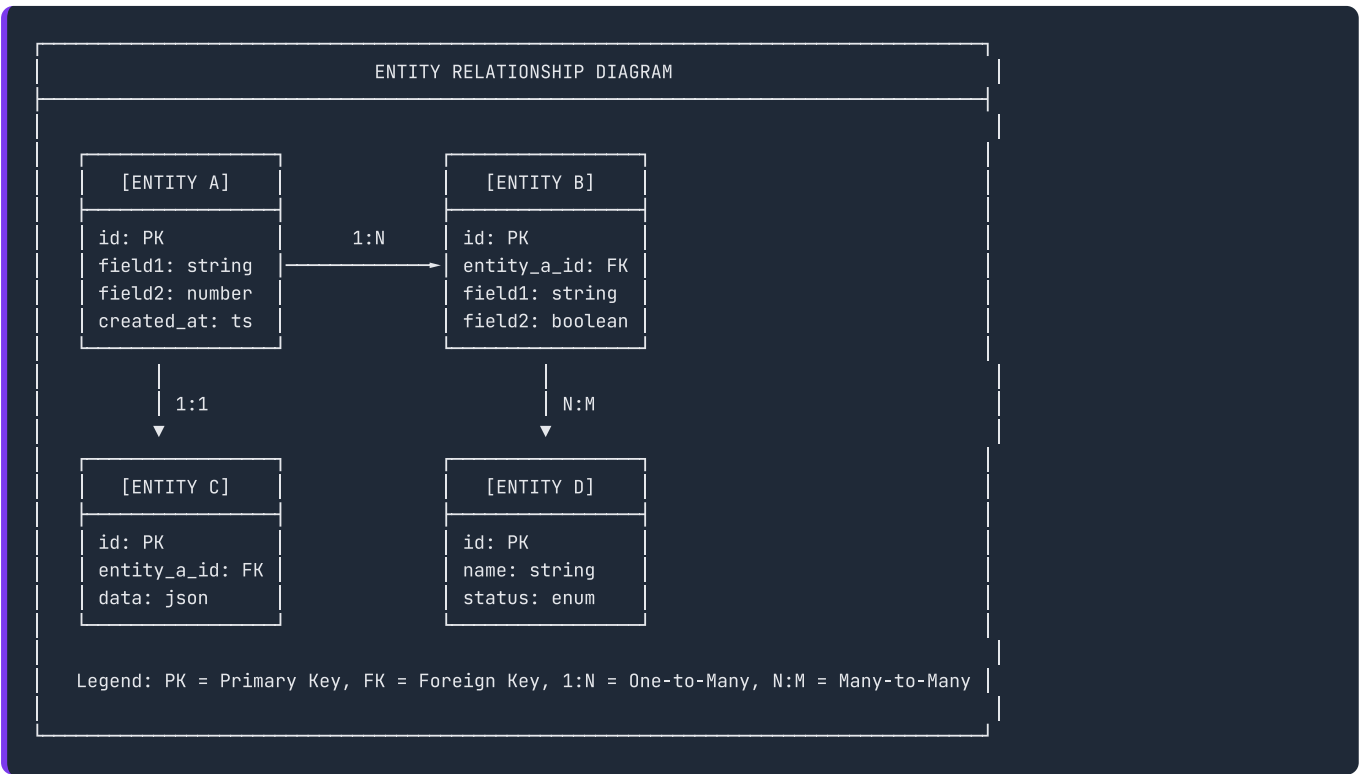 ENTITY RELATIONSHIP DIAGRAM
[ENTITY A] [ENTITY B]
id: PK 1:N id: PK
field1: string entity_a_id: FK
field2: number field1: string
created_at: ts field2: boolean
1:1 N:M
[ENTITY C] [ENTITY D]
id: PK id: PK
entity_a_id: FK name: string
data: json status: enum
Legend: PK = Primary Key, FK = Foreign Key, 1:N = One-to-Many, N:M = Many-to-Many